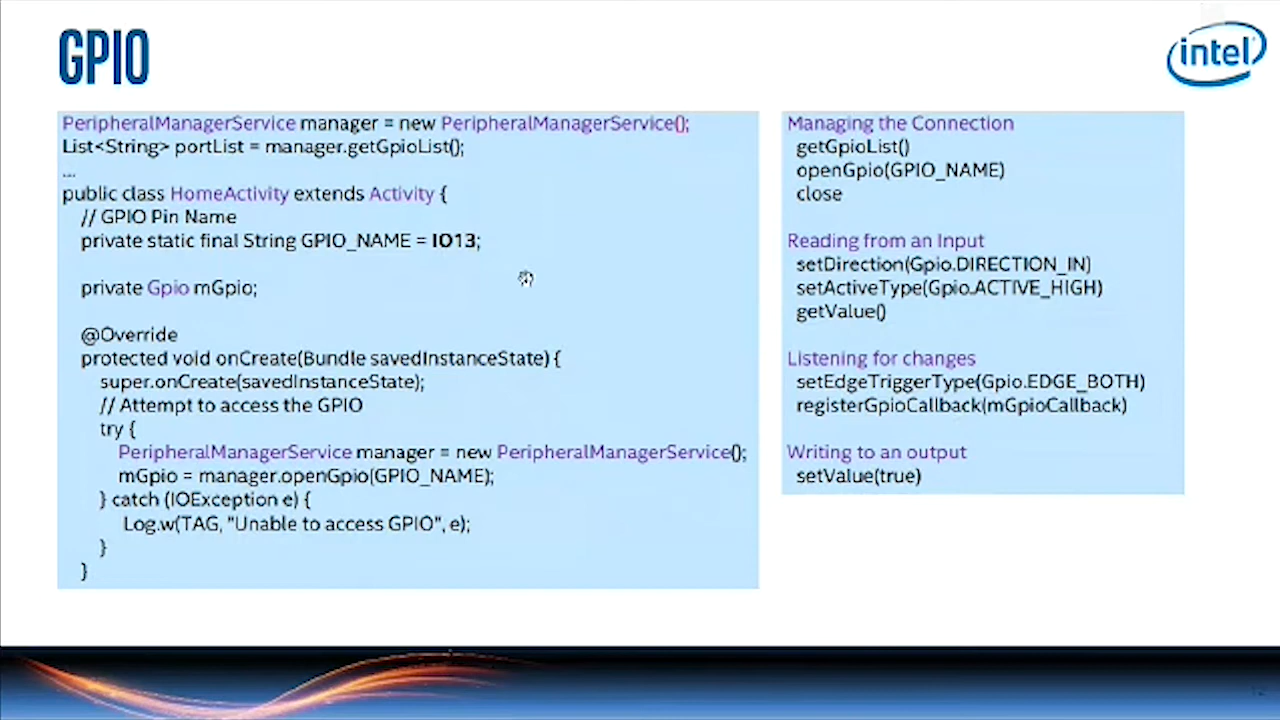 GPIO
intel
PeripheralManagerService manager = new PeripheralManagerService();
List<String> portList = manager.getGpioList();
...
public class HomeActivity extends Activity {
// GPIO Pin Name
private static final String GPIO_NAME = IO13;
private Gpio mGpio;
@Override
protected void onCreate(Bundle savedInstanceState) {
super.onCreate(savedInstanceState);
// Attempt to access the GPIO
try {
PeripheralManagerService manager = new PeripheralManagerService();
mGpio = manager.openGpio(GPIO_NAME);
} catch (IOException e) {
Log.w(TAG, "Unable to access GPIO", e);
}
}
Managing the Connection
getGpioList()
openGpio(GPIO_NAME)
close
Reading from an Input
setDirection(Gpio.DIRECTION_IN)
setActiveType(Gpio.ACTIVE_HIGH)
getValue()
Listening for changes
setEdgeTriggerType(Gpio.EDGE_BOTH)
registerGpioCallback(mGpioCallback)
Writing to an output
setValue(true)